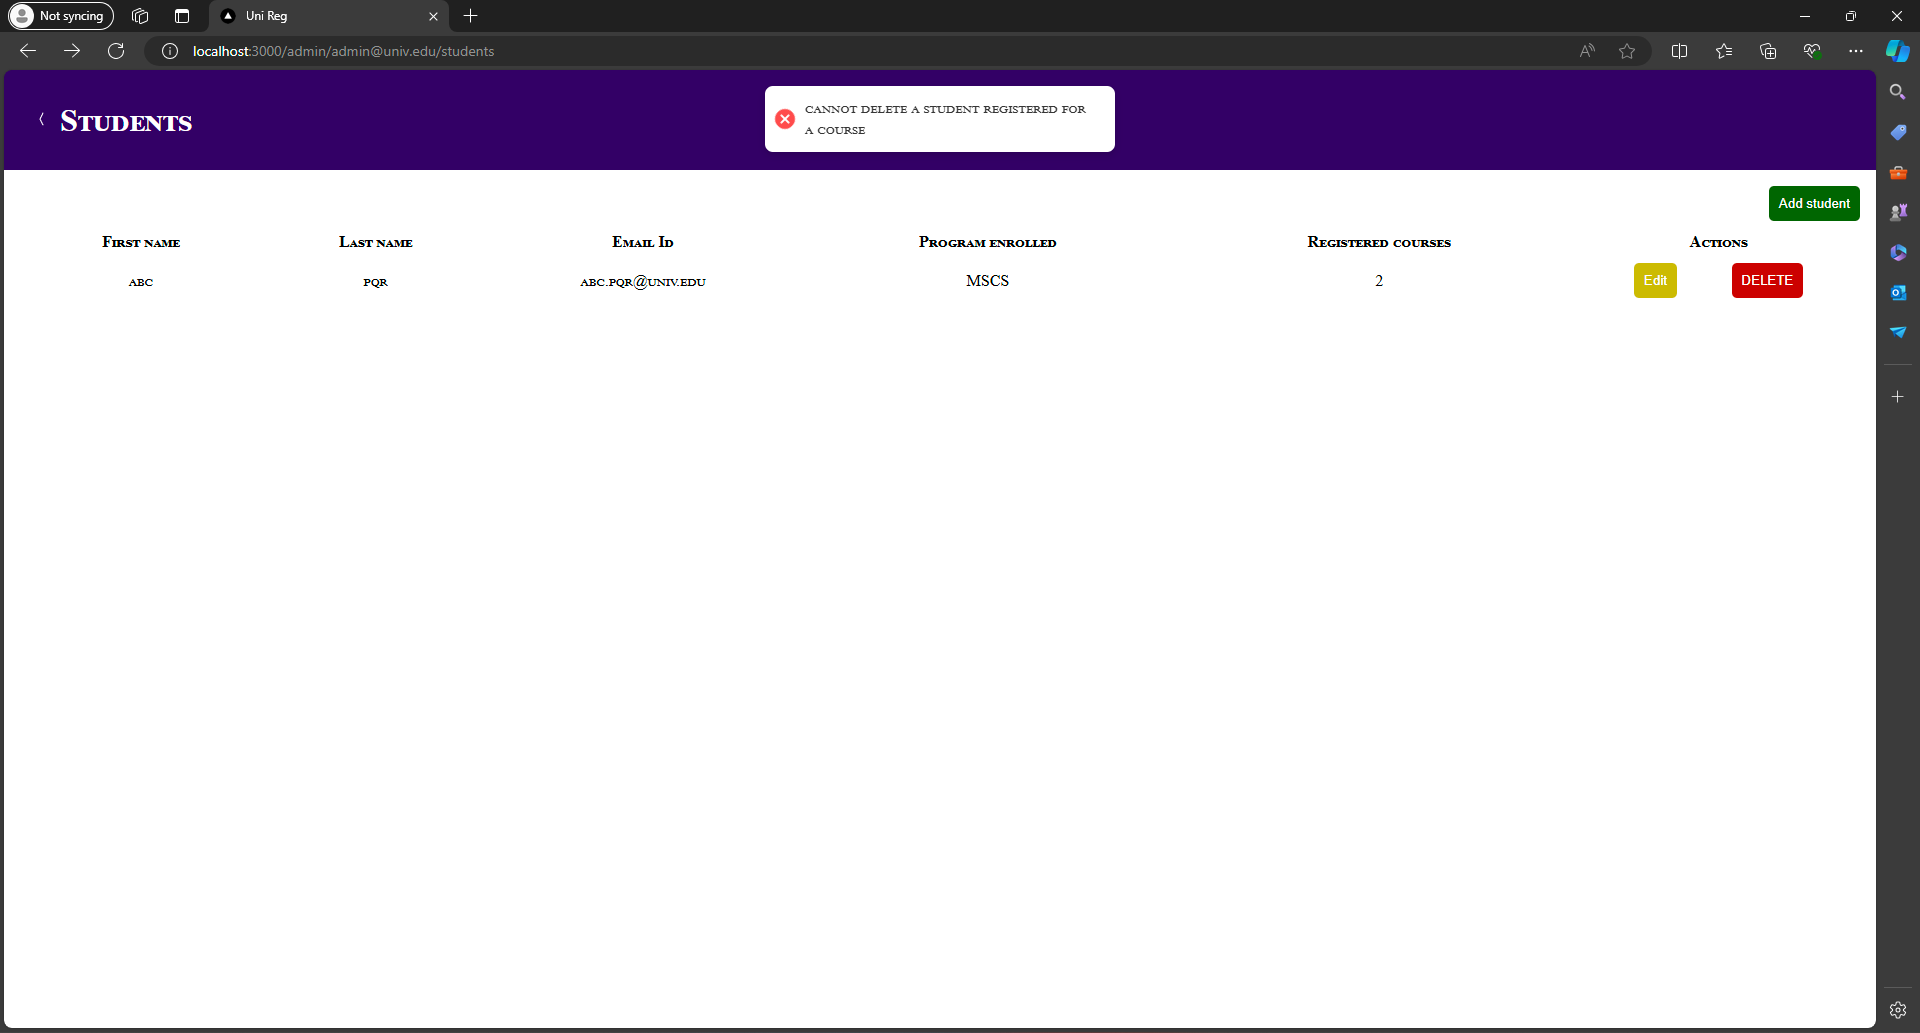 Not syncing
Uni Reg
localhost:3000/admin/admin@univ.edu/students
Students
cannot delete a student registered for
a course
Add student
First name Last name Email Id Program enrolled Registered courses Actions
abc pqr abc.pqr@univ.edu MSCS 2 Edit DELETE